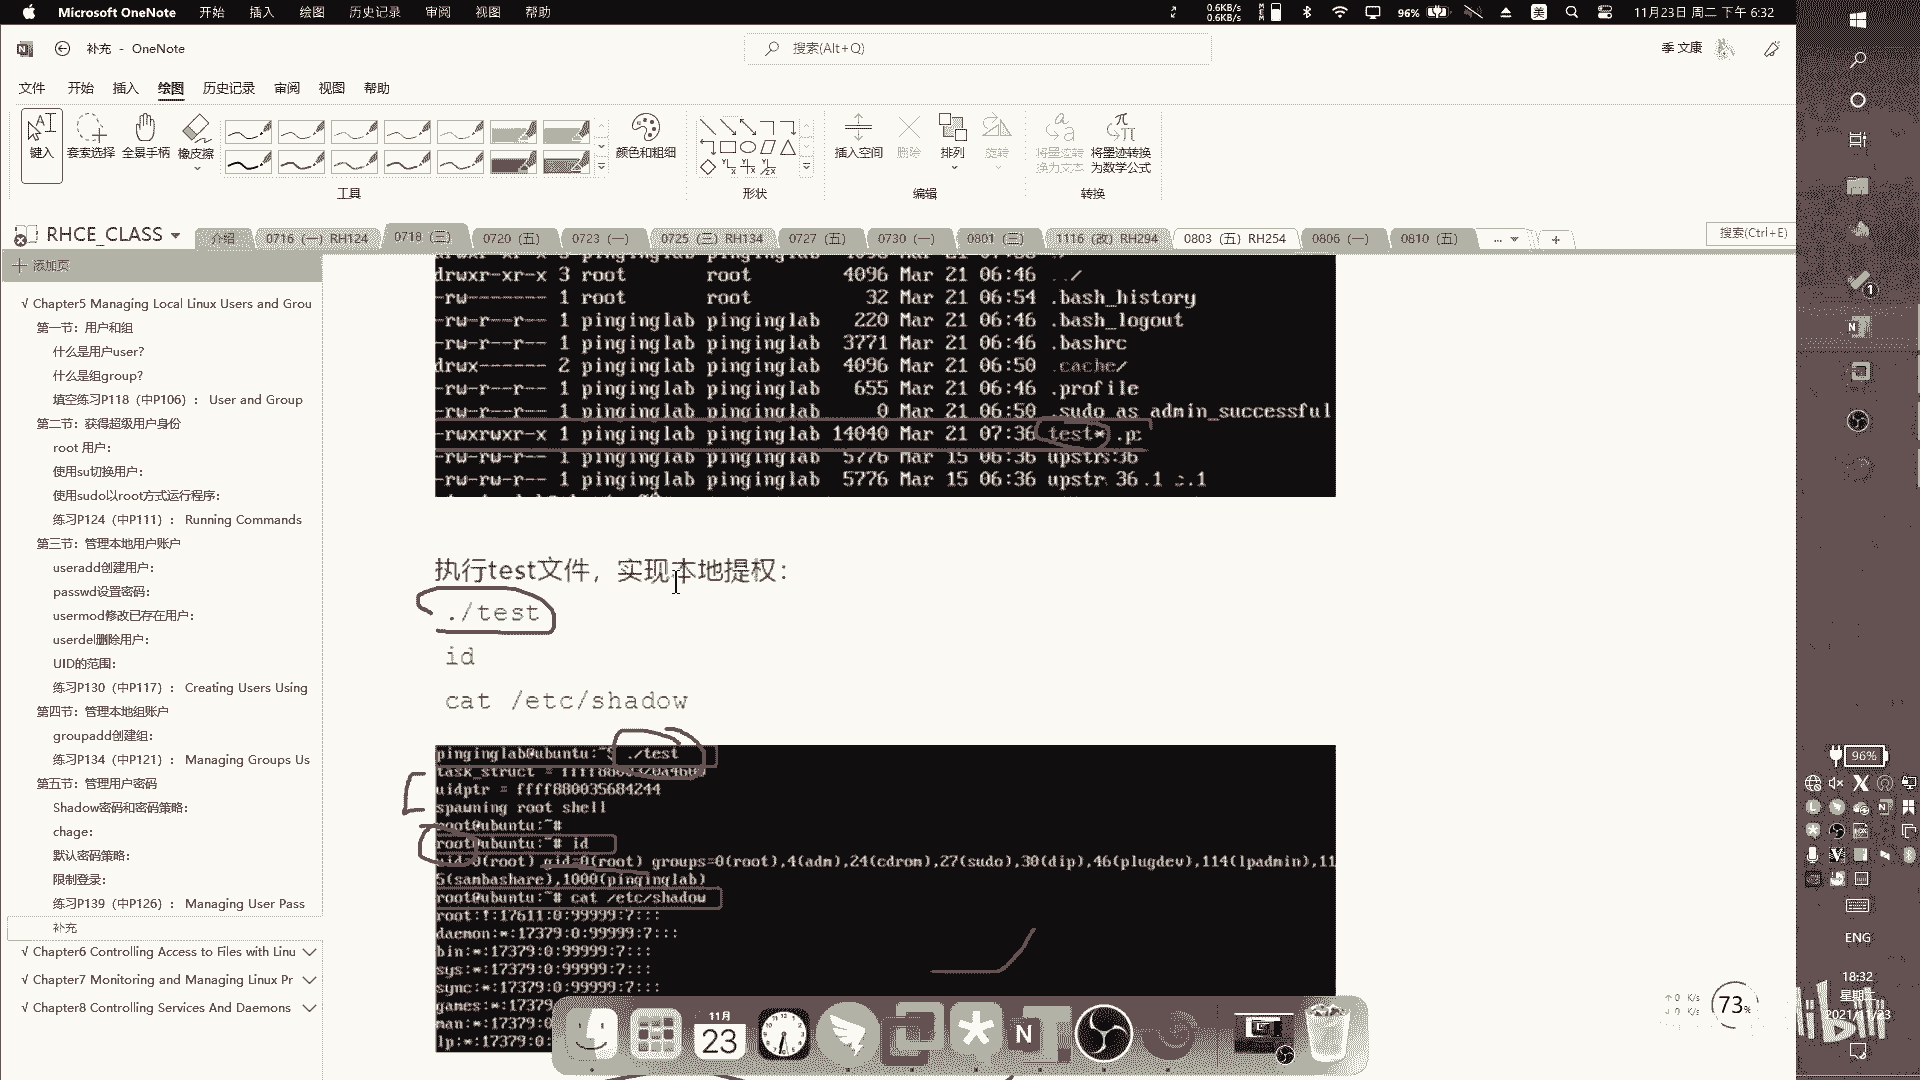 Microsoft OneNote 开始 插入 绘图 历史记录 审阅 视图 帮助
0.6KB/s
0.6KB/s
96%
美
11月23日 周二 下午 6:32
补充 - OneNote
搜索(Alt+Q)
季 文康
文件 开始 插入 绘图 历史记录 审阅 视图 帮助
键入 套索选择 全景手柄 橡皮擦
颜色和粗细
插入空间 删除 排列 旋转
将墨迹转换为文本
将墨迹转换为数学公式
工具 形状 编辑 转换
RHCE_CLASS
介绍 0716 (一) RH124 0718 (三) 0720 (五) 0723 (一) 0725 (三) RH134 0727 (五) 0730 (一) 0801 (三) 1116 (改) RH294 0803 (五) RH254 0806 (一) 0810 (五) ... +
搜索(Ctrl+E)
添加页
√ Chapter5 Managing Local Linux Users and Grou
第一节：用户和组
什么是用户user?
什么是组group?
填空练习P118（中P106）： User and Group
第二节：获得超级用户身份
root 用户：
使用su切换用户：
使用sudo以root方式运行程序：
练习P124（中P111）： Running Commands
第三节：管理本地用户账户
useradd创建用户：
passwd设置密码：
usermod修改已存在用户：
userdel删除用户：
UID的范围：
练习P130（中P117）： Creating Users Using
第四节：管理本地组账户
groupadd创建组：
练习P134（中P121）： Managing Groups Us
第五节：管理用户密码
Shadow密码和密码策略：
chage:
默认密码策略：
限制登录：
练习P139（中P126）： Managing User Pass
补充
√ Chapter6 Controlling Access to Files with Linu
√ Chapter7 Monitoring and Managing Linux Pr
√ Chapter8 Controlling Services And Daemons
drwxr-xr-x 3 root root 4096 Mar 21 06:46 ../
-rw------- 1 root root 32 Mar 21 06:54 .bash_history
-rw-r--r-- 1 pinginglab pinginglab 220 Mar 21 06:46 .bash_logout
-rw-r--r-- 1 pinginglab pinginglab 3771 Mar 21 06:46 .bashrc
drwx------ 2 pinginglab pinginglab 4096 Mar 21 06:50 .cache/
-rw-r--r-- 1 pinginglab pinginglab 655 Mar 21 06:46 .profile
-rw-r--r-- 1 pinginglab pinginglab 0 Mar 21 06:50 .sudo_as_admin_successful
-rwxrwxr-x 1 pinginglab pinginglab 14040 Mar 21 07:36 test*
-rw-rw-r-- 1 pinginglab pinginglab 5776 Mar 15 06:36
-rw-rw-r-- 1 pinginglab pinginglab 5776 Mar 15 06:36
执行test文件，实现本地提权：
./test
id
cat /etc/shadow
pinginglab@ubuntu:~$ ./test
task_struct =
uidptr = ffff880035684244
spawning root shell
root@ubuntu:~#
root@ubuntu:~# id
uid=0(root) gid=0(root) groups=0(root),4(adm),24(cdrom),27(sudo),30(dip),46(plugdev),114(lpadmin),11
5(sambashare),1000(pinginglab)
root@ubuntu:~# cat /etc/shadow
root:!:17611:0:99999:7:::
daemon:*:17379:0:99999:7:::
bin:*:17379:0:99999:7:::
sys:*:17379:0:99999:7:::
sync:*:17379:0:99999:7:::
games:*:17379
man:*:17379:0:
lp:*:17379:0:
11月
23
1
96%
ENG
18:32
星期二
2021/11/23
0 K/s
0 K/s
73%